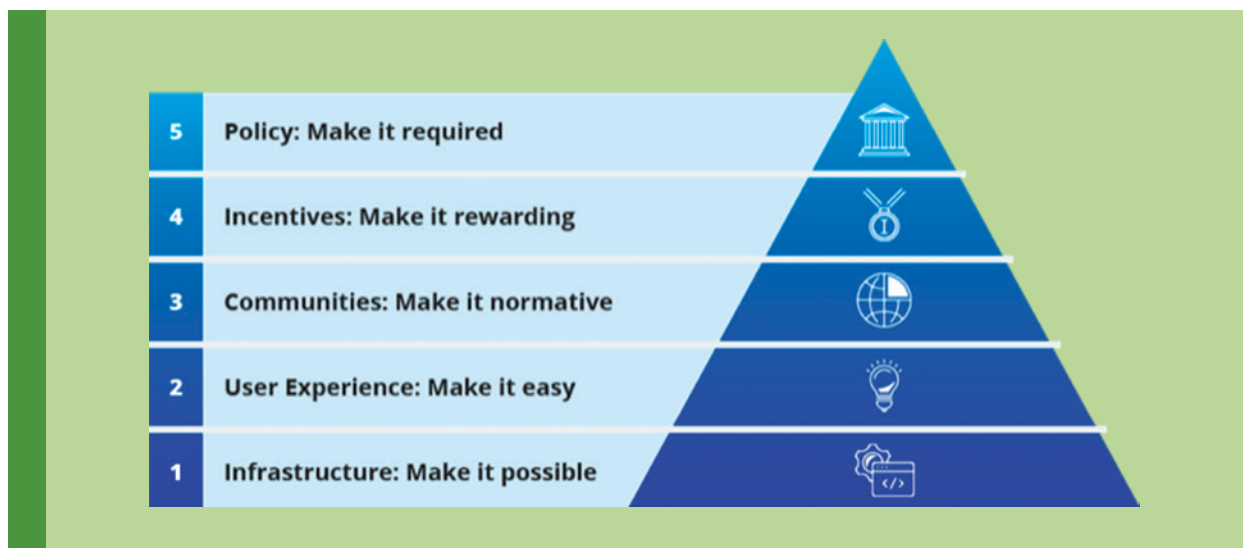 5 Policy: Make it required
4 Incentives: Make it rewarding
3 Communities: Make it normative
2 User Experience: Make it easy
1 Infrastructure: Make it possible
I
</>